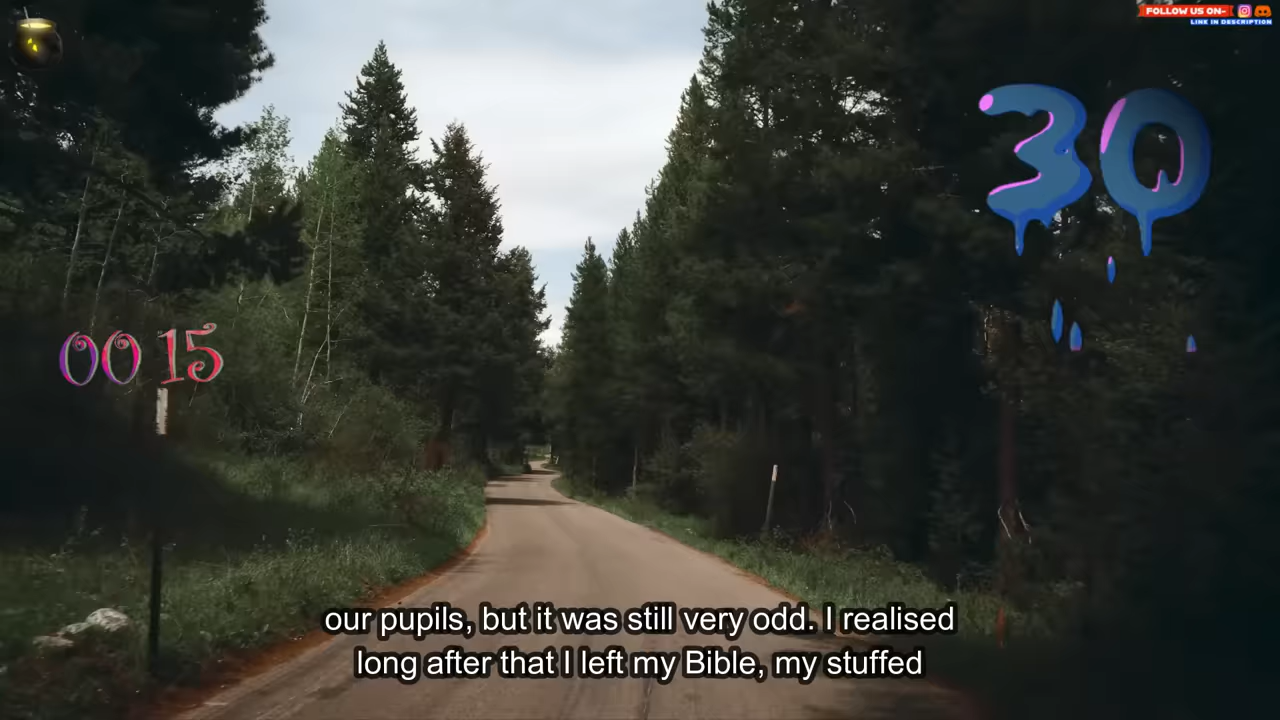 FOLLOW US ON-
LINK IN DESCRIPTION
30
00 15
our pupils, but it was still very odd. I realised
long after that I left my Bible, my stuffed